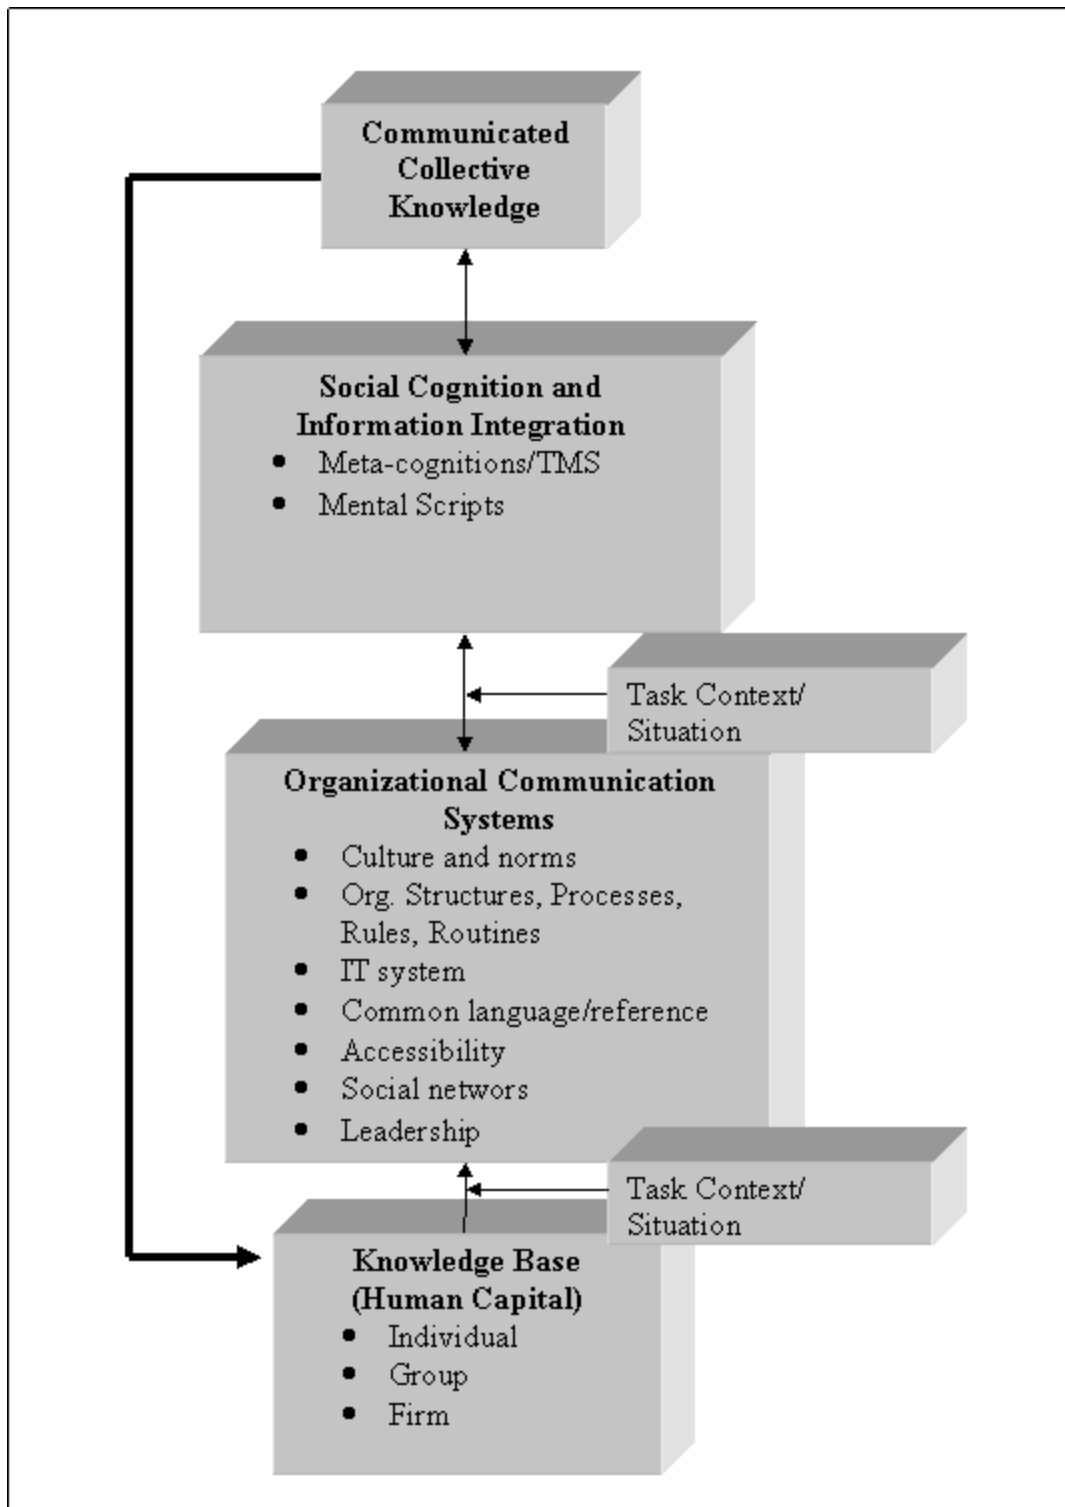 Communicated
Collective
Knowledge
Social Cognition and
Information Integration
• Meta-cognitions/TMS
• Mental Scripts
Task Context/
Situation
Organizational Communication
Systems
• Culture and norms
• Org. Structures, Processes,
Rules, Routines
• IT system
• Common language/reference
• Accessibility
• Social networs
• Leadership
Task Context/
Situation
Knowledge Base
(Human Capital)
• Individual
• Group
• Firm